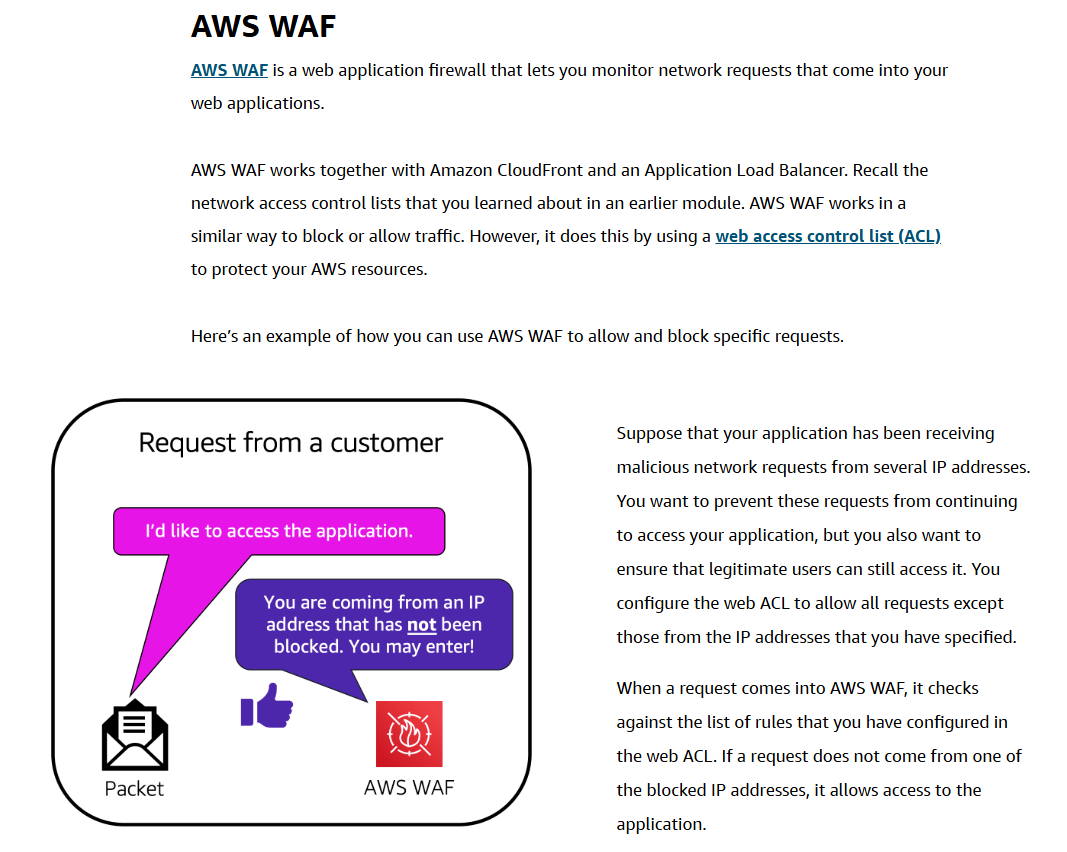 AWS WAF
AWS WAF is a web application firewall that lets you monitor network requests that come into your
web applications.
AWS WAF works together with Amazon CloudFront and an Application Load Balancer. Recall the
network access control lists that you learned about in an earlier module. AWS WAF works in a
similar way to block or allow traffic. However, it does this by using a web access control list (ACL)
to protect your AWS resources.
Here’s an example of how you can use AWS WAF to allow and block specific requests.
Request from a customer
I’d like to access the application.
You are coming from an IP
address that has not been
blocked. You may enter!
Packet
AWS WAF
Suppose that your application has been receiving
malicious network requests from several IP addresses.
You want to prevent these requests from continuing
to access your application, but you also want to
ensure that legitimate users can still access it. You
configure the web ACL to allow all requests except
those from the IP addresses that you have specified.
When a request comes into AWS WAF, it checks
against the list of rules that you have configured in
the web ACL. If a request does not come from one of
the blocked IP addresses, it allows access to the
application.